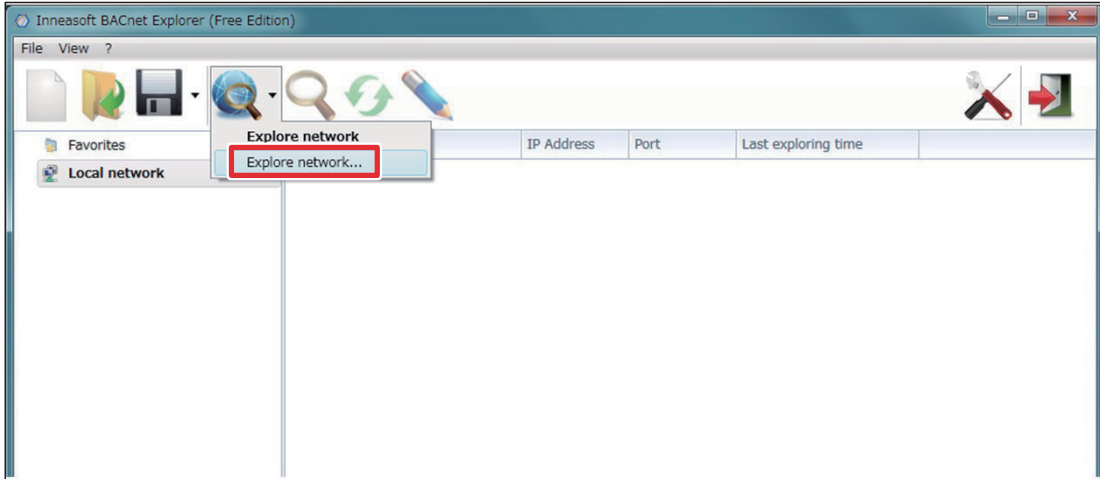 Inneasoft BACnet Explorer (Free Edition)
File View ?
Explore network
Favorites IP Address Port Last exploring time
Explore network...
Local network